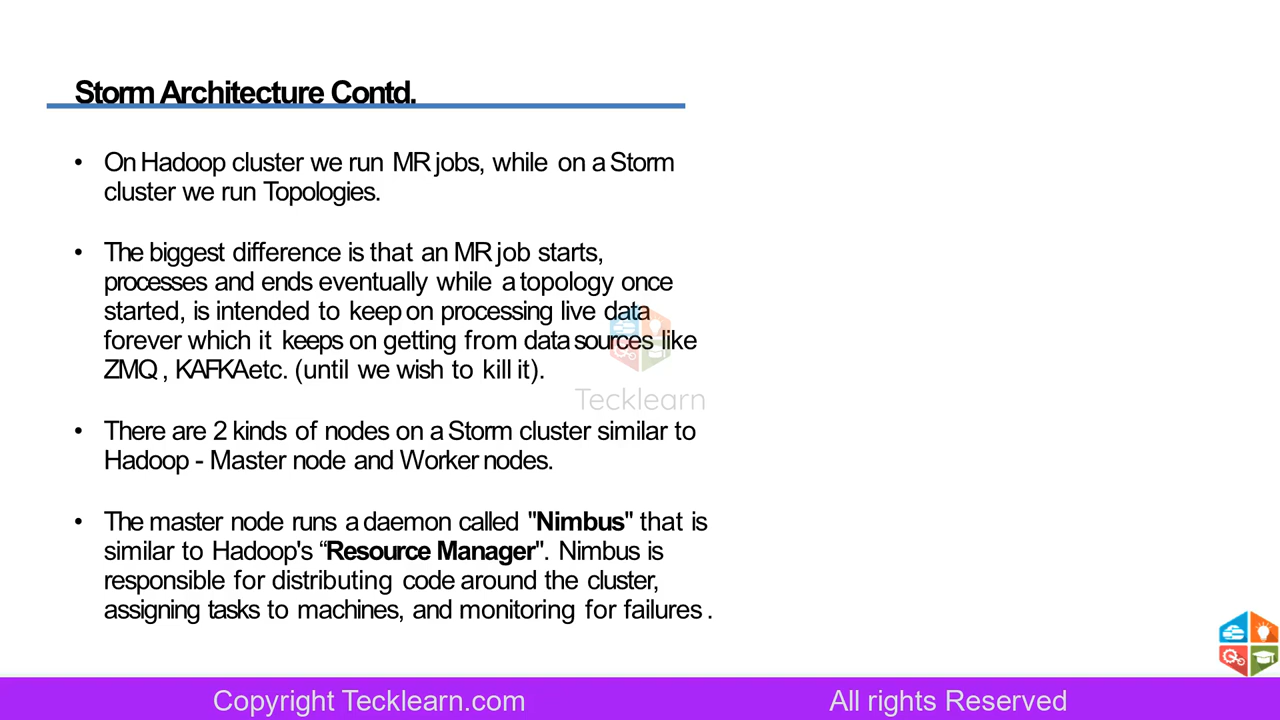 Storm Architecture Contd.
• On Hadoop cluster we run MR jobs, while on a Storm
cluster we run Topologies.
• The biggest difference is that an MR job starts,
processes and ends eventually while a topology once
started, is intended to keep on processing live data
forever which it keeps on getting from data sources like
ZMQ , KAFKA etc. (until we wish to kill it).
Tecklearn
• There are 2 kinds of nodes on a Storm cluster similar to
Hadoop - Master node and Worker nodes.
• The master node runs a daemon called "Nimbus" that is
similar to Hadoop's “Resource Manager". Nimbus is
responsible for distributing code around the cluster,
assigning tasks to machines, and monitoring for failures .
Copyright Tecklearn.com
All rights Reserved